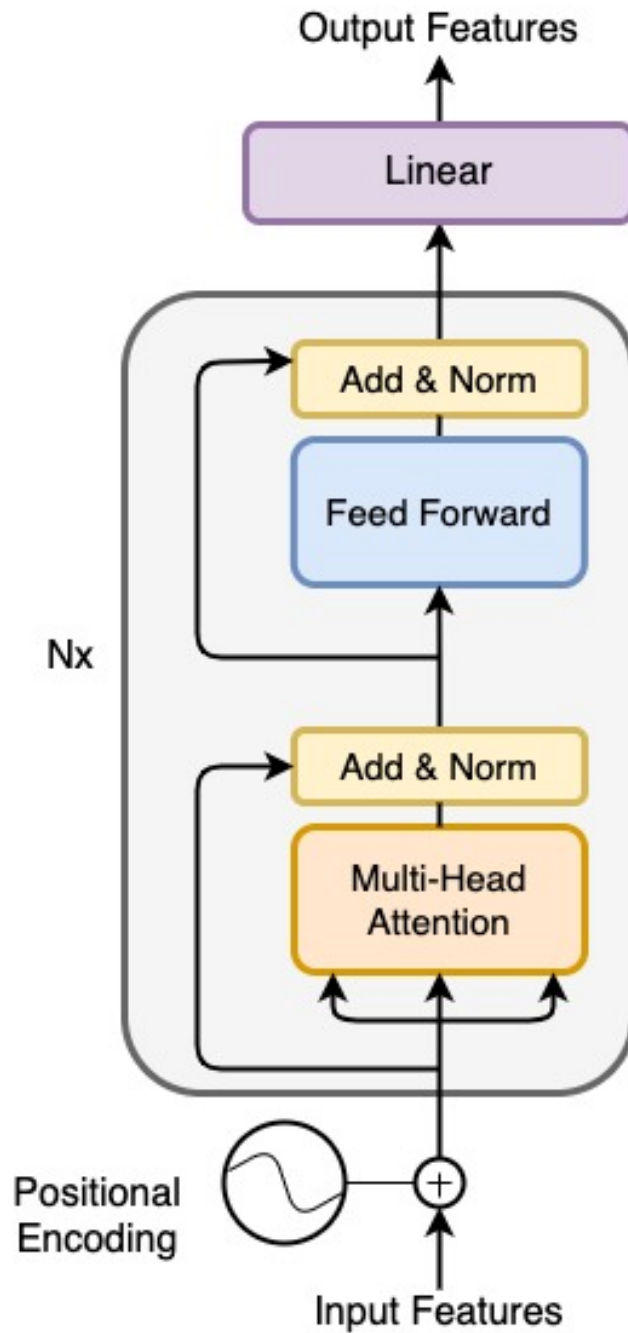 Output Features
Linear
Add & Norm
Feed Forward
Nx
Add & Norm
Multi-Head
Attention
Positional
Encoding
+
Input Features